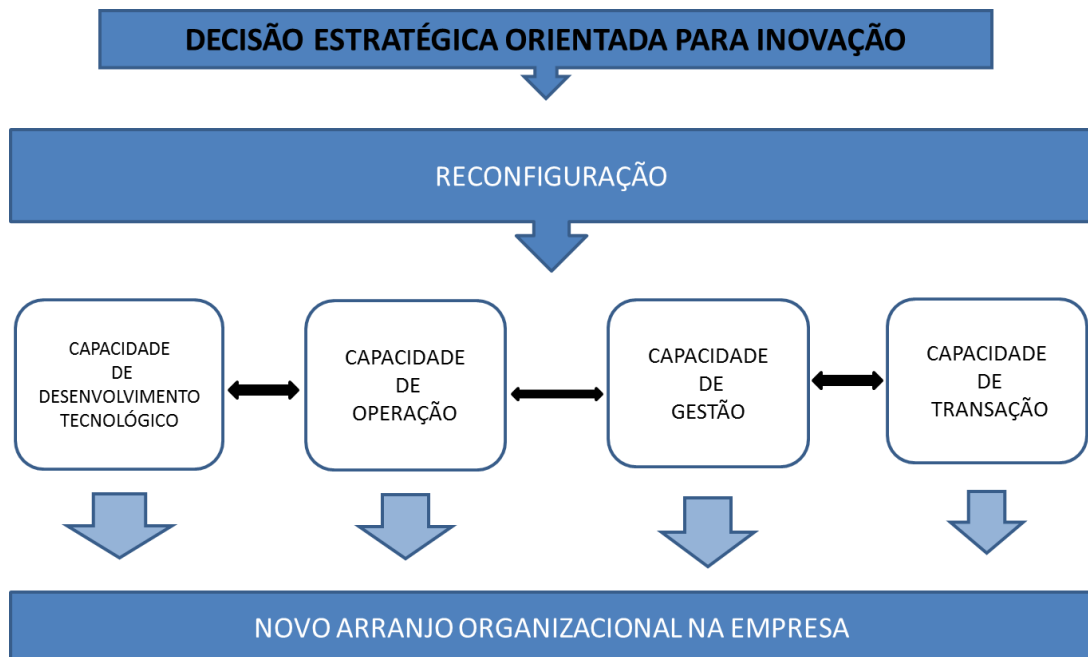 DECISÃO ESTRATÉGICA ORIENTADA PARA INOVAÇÃO
RECONFIGURAÇÃO
CAPACIDADE
DE
DESENVOLVIMENTO
TECNOLÓGICO
CAPACIDADE
DE
OPERAÇÃO
CAPACIDADE
DE
GESTÃO
CAPACIDADE
DE
TRANSAÇÃO
NOVO ARRANJO ORGANIZACIONAL NA EMPRESA